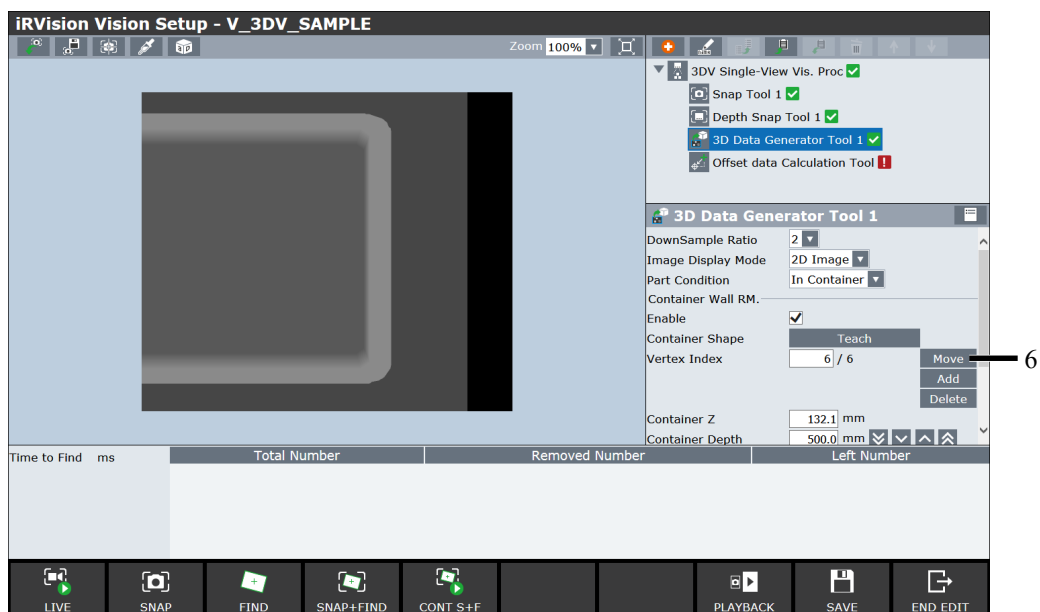 iRVision Vision Setup - V_3DV_SAMPLE
Zoom 100%
3DV Single-View Vis. Proc
Snap Tool 1
Depth Snap Tool 1
3D Data Generator Tool 1
Offset data Calculation Tool
3D Data Generator Tool 1
DownSample Ratio 2
Image Display Mode 2D Image
Part Condition In Container
Container Wall RM.
Enable
Container Shape Teach
Vertex Index 6 / 6 Move 6
Add
Delete
Container Z 132.1 mm
Container Depth 500.0 mm
Time to Find ms Total Number Removed Number Left Number
LIVE SNAP FIND SNAP+FIND CONT S+F PLAYBACK SAVE END EDIT